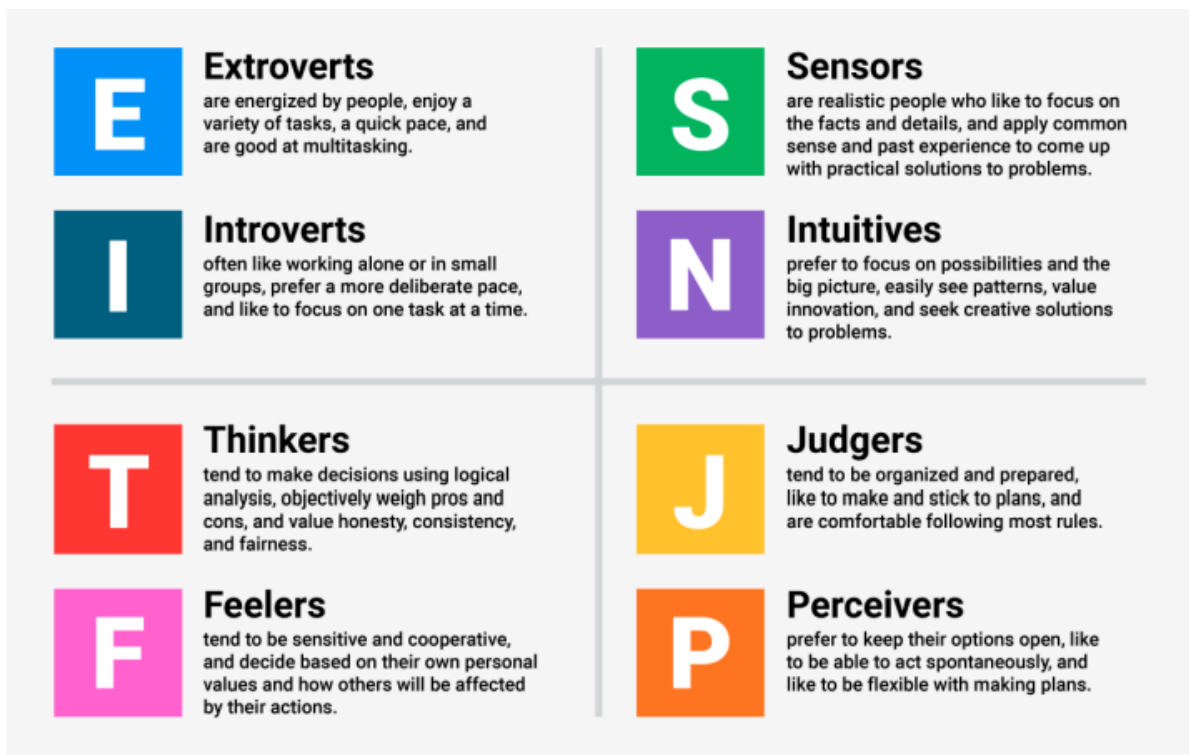 E
Extroverts
are energized by people, enjoy a
variety of tasks, a quick pace, and
are good at multitasking.
I
Introverts
often like working alone or in small
groups, prefer a more deliberate pace,
and like to focus on one task at a time.
S
Sensors
are realistic people who like to focus on
the facts and details, and apply common
sense and past experience to come up
with practical solutions to problems.
N
Intuitives
prefer to focus on possibilities and the
big picture, easily see patterns, value
innovation, and seek creative solutions
to problems.
T
Thinkers
tend to make decisions using logical
analysis, objectively weigh pros and
cons, and value honesty, consistency,
and fairness.
F
Feelers
tend to be sensitive and cooperative,
and decide based on their own personal
values and how others will be affected
by their actions.
J
Judgers
tend to be organized and prepared,
like to make and stick to plans, and
are comfortable following most rules.
P
Perceivers
prefer to keep their options open, like
to be able to act spontaneously, and
like to be flexible with making plans.